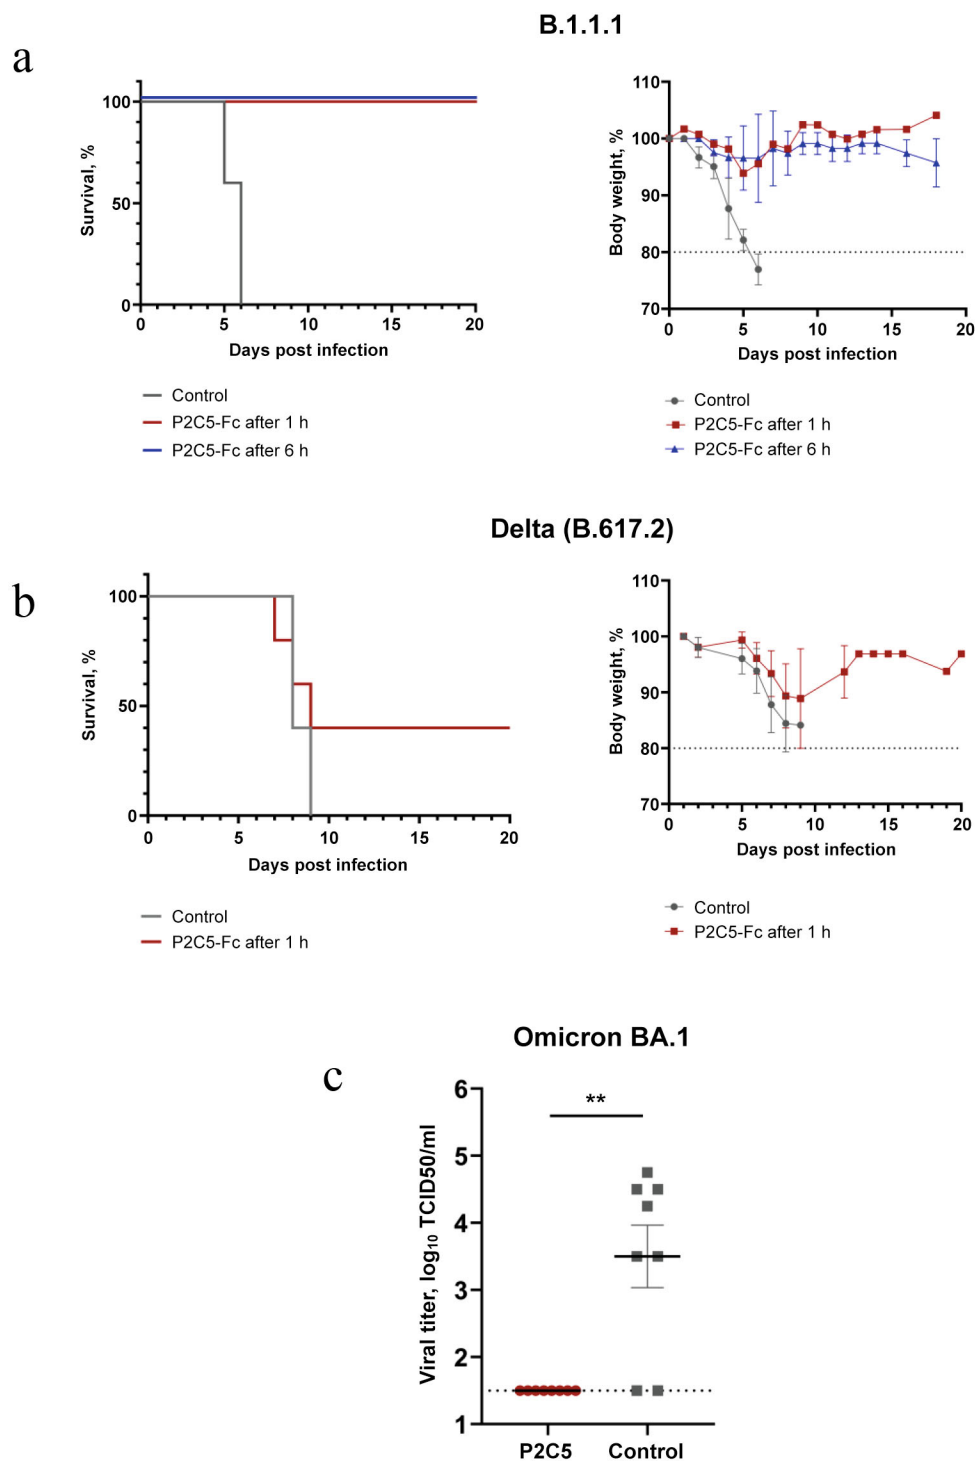 B.1.1.1
a
100
50
0
0 5 10 15 20
Survival, %
Days post infection
Control
P2C5-Fc after 1 h
P2C5-Fc after 6 h
110
100
90
80
70
0 5 10 15 20
Body weight, %
Days post infection
Control
P2C5-Fc after 1 h
P2C5-Fc after 6 h
Delta (B.617.2)
b
100
50
0
0 5 10 15 20
Survival, %
Days post infection
Control
P2C5-Fc after 1 h
110
100
90
80
70
0 5 10 15 20
Body weight, %
Days post infection
Control
P2C5-Fc after 1 h
Omicron BA.1
c
**
6
5
4
3
2
1
Viral titer, log₁₀ TCID50/ml
P2C5 Control